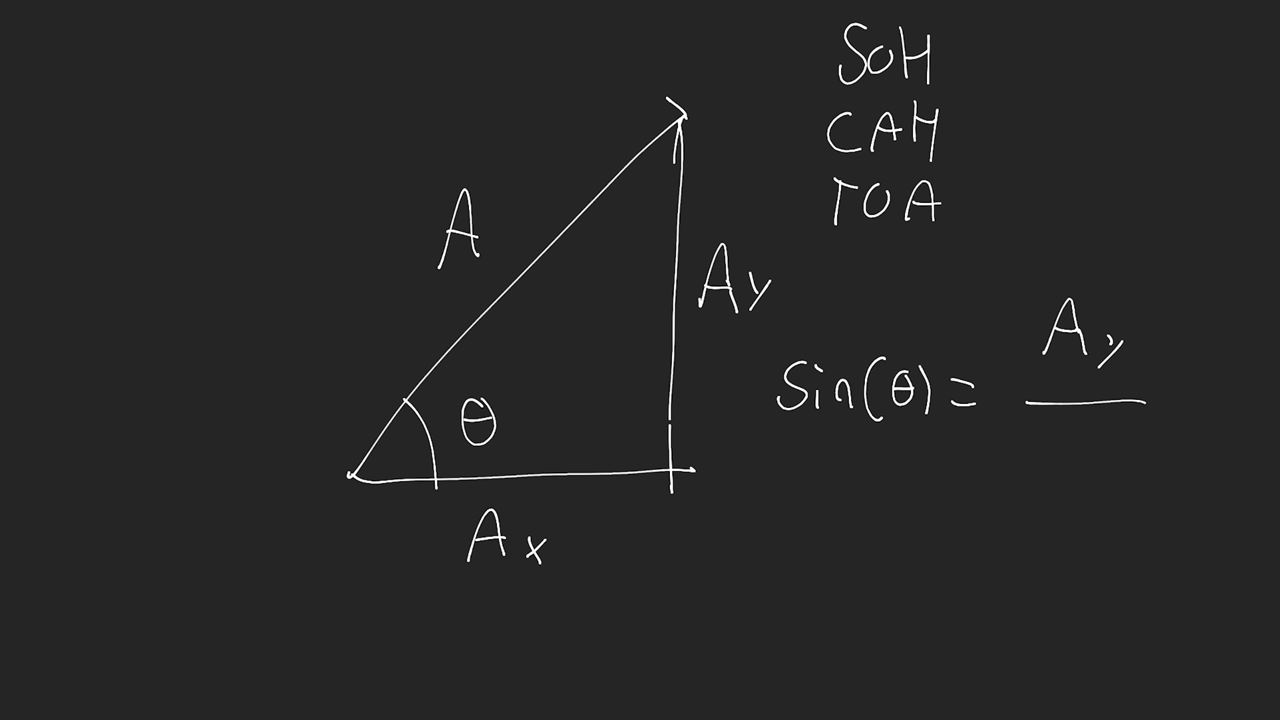 SOH
CAH
TOA
A
Ay
Ay
Sin(θ) =
θ
Ax